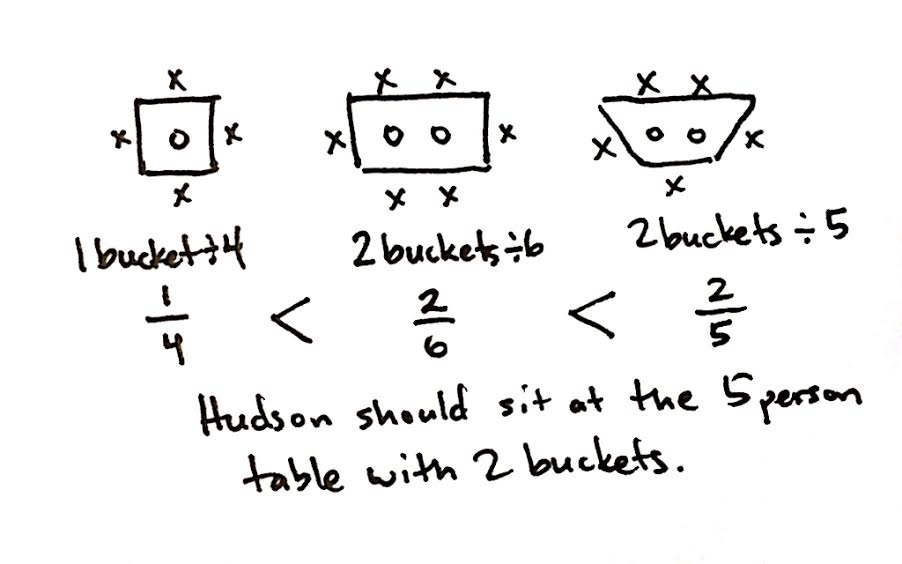 x x x x x
x o x x o o x x o o x
x x x x
1 bucket÷4 2 buckets÷6 2 buckets ÷ 5
1/4 < 2/6 < 2/5
Hudson should sit at the 5 person
table with 2 buckets.